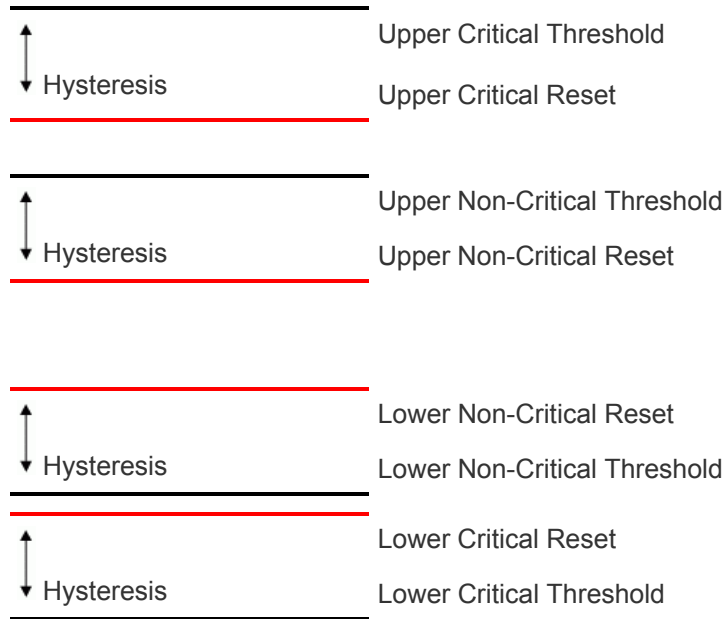 Upper Critical Threshold
Hysteresis
Upper Critical Reset
Upper Non-Critical Threshold
Hysteresis
Upper Non-Critical Reset
Lower Non-Critical Reset
Hysteresis
Lower Non-Critical Threshold
Lower Critical Reset
Hysteresis
Lower Critical Threshold